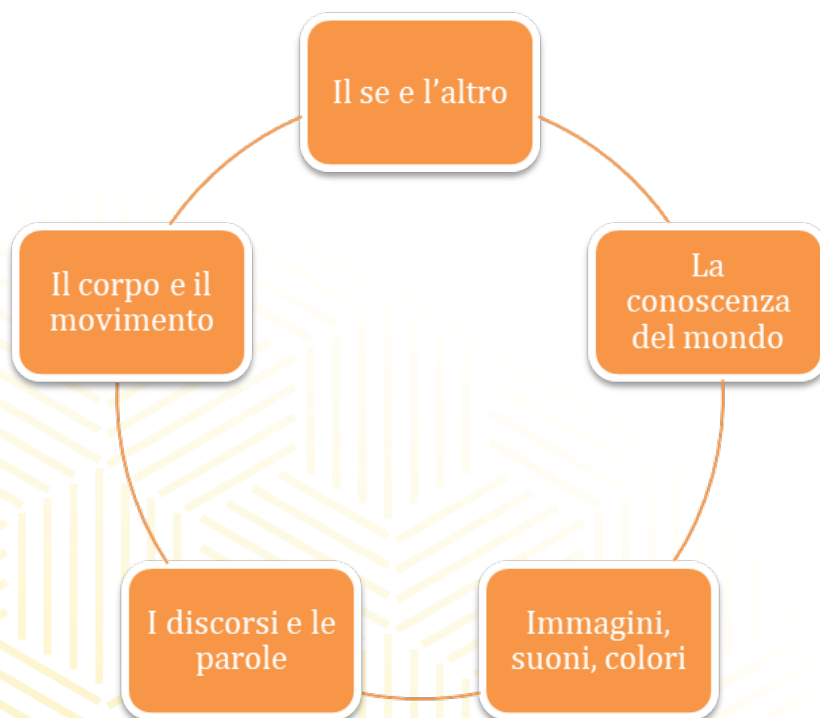 Il se e l’altro
La
conoscenza
del mondo
Immagini,
suoni, colori
I discorsi e le
parole
Il corpo e il
movimento